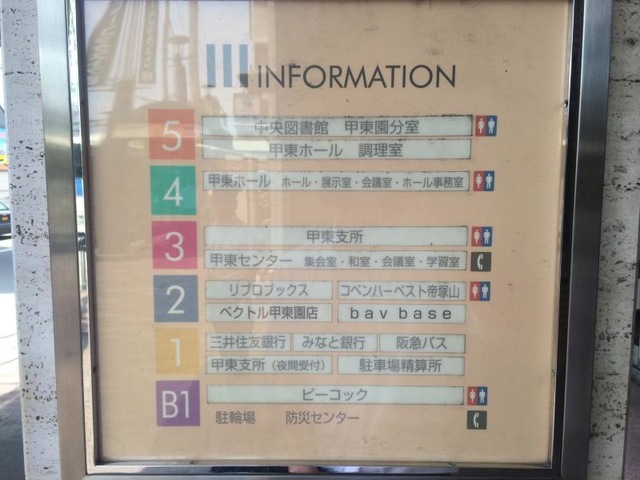 INFORMATION
5 中央図書館 甲東園分室
甲東ホール 調理室
4 甲東ホール ホール・展示室・会議室・ホール事務室
3 甲東支所
甲東センター 集会室・和室・会議室・学習室
2 リブロブックス コペンハーベスト帝塚山
ベクトル甲東園店 bav base
1 三井住友銀行 みなと銀行 阪急バス
甲東支所(夜間受付) 駐車場精算所
B1 ピーコック
駐輪場 防災センター